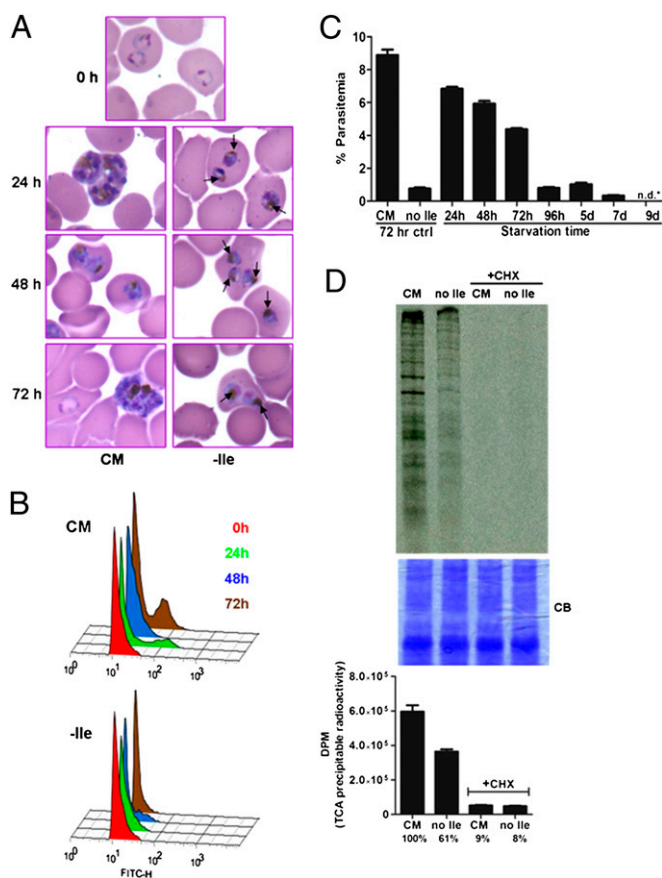 A
0 h
24 h
48 h
72 h
CM
-Ile
B
CM
0h
24h
48h
72h
10⁰ 10¹ 10² 10³
-Ile
10⁰ 10¹ 10² 10³
FITC-H
C
% Parasitemia
10
8
6
4
2
0
n.d.*
CM no Ile 24h 48h 72h 96h 5d 7d 9d
72 hr ctrl Starvation time
D
+CHX
CM no Ile CM no Ile
CB
DPM
(TCA precipitable radioactivity)
8.0•10⁵
6.0•10⁵
4.0•10⁵
2.0•10⁵
0
+CHX
CM no Ile CM no Ile
100% 61% 9% 8%